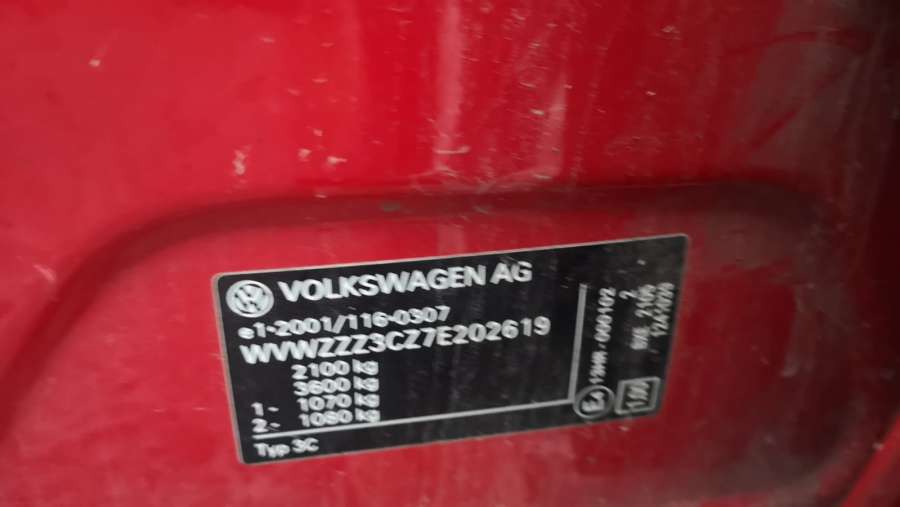 VOLKSWAGEN AG
e1-2001/116-0307
WVWZZZ3CZ7E202619
2100 kg
3600 kg
1- 1070 kg
2- 1080 kg
Typ 3C
E4